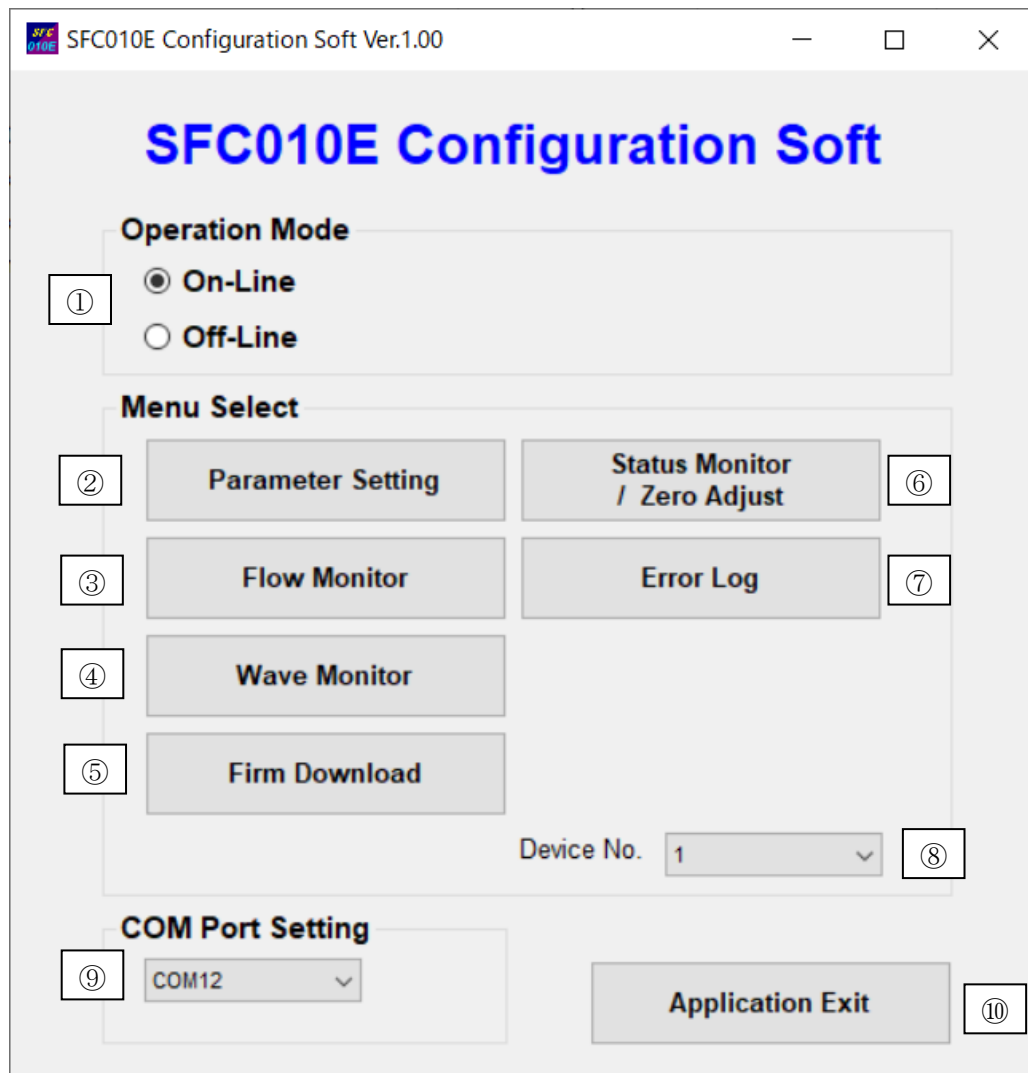 SFC
010E
SFC010E Configuration Soft Ver.1.00
SFC010E Configuration Soft
Operation Mode
①
On-Line
Off-Line
Menu Select
② Parameter Setting
Status Monitor
/ Zero Adjust
⑥
③ Flow Monitor
Error Log ⑦
④ Wave Monitor
⑤ Firm Download
Device No. 1 ⑧
COM Port Setting
⑨ COM12
Application Exit ⑩